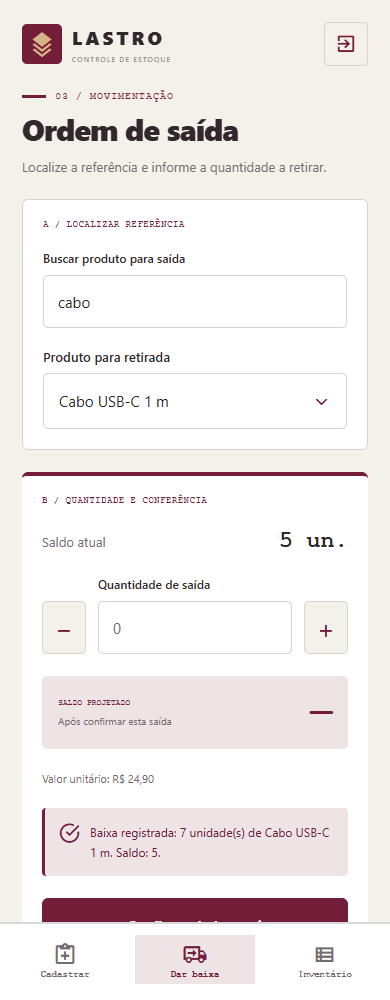 LASTRO
CONTROLE DE ESTOQUE
03 / MOVIMENTAÇÃO
Ordem de saída
Localize a referência e informe a quantidade a retirar.
A / LOCALIZAR REFERÊNCIA
Buscar produto para saída
cabo
Produto para retirada
Cabo USB-C 1 m
B / QUANTIDADE E CONFERÊNCIA
Saldo atual
5 un.
Quantidade de saída
−
0
+
SALDO PROJETADO
Após confirmar esta saída
—
Valor unitário: R$ 24,90
Baixa registrada: 7 unidade(s) de Cabo USB-C
1 m. Saldo: 5.
Cadastrar
Dar baixa
Inventário